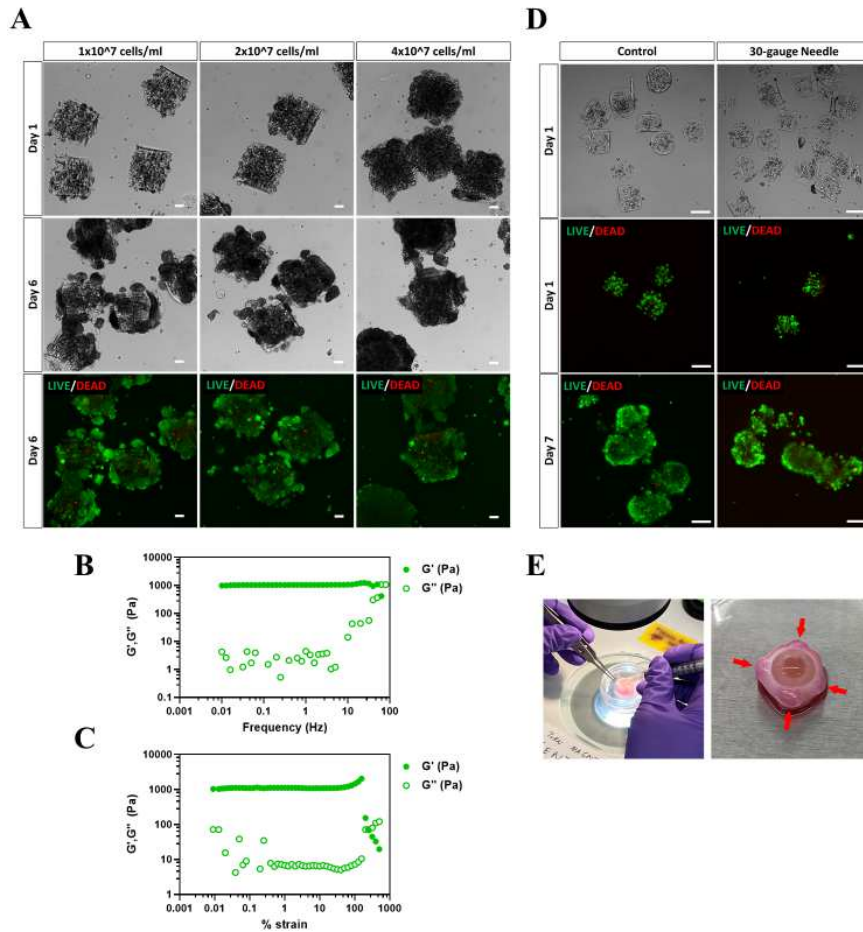 A
1x10^7 cells/ml
2x10^7 cells/ml
4x10^7 cells/ml
Day 1
Day 6
Day 6
LIVE/DEAD
LIVE/DEAD
LIVE/DEAD
D
Control
30-gauge Needle
Day 1
Day 1
LIVE/DEAD
LIVE/DEAD
Day 7
LIVE/DEAD
LIVE/DEAD
B
G',G'' (Pa)
10000
1000
100
10
1
0.1
0.001
0.01
0.1
1
10
100
1000
Frequency (Hz)
G' (Pa)
G'' (Pa)
C
G',G'' (Pa)
10000
1000
100
10
1
0.001
0.01
0.1
1
10
100
1000
% strain
G' (Pa)
G'' (Pa)
E